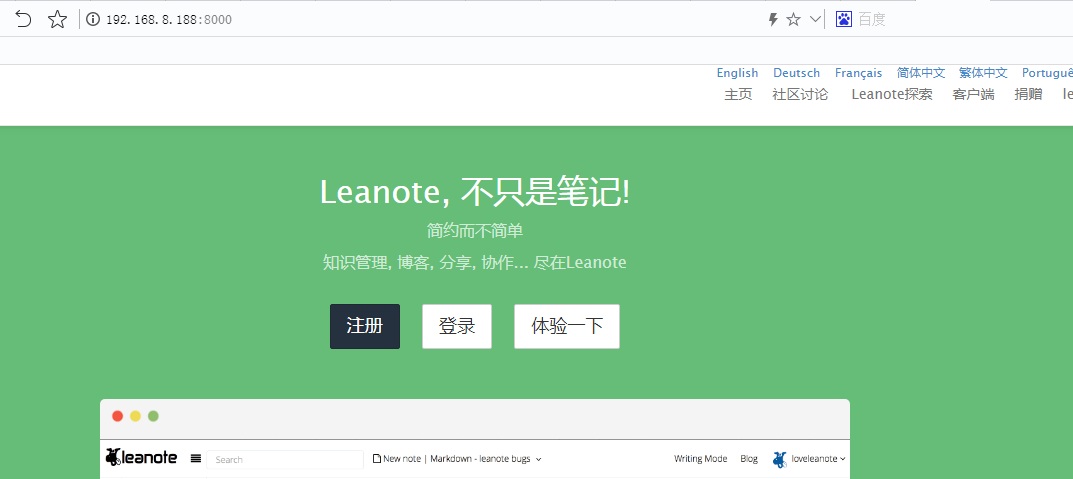 192.168.8.188:8000 百度
English Deutsch Français 简体中文 繁体中文 Portuguê
主页 社区讨论 Leanote探索 客户端 捐赠 le
Leanote, 不只是笔记!
简约而不简单
知识管理, 博客, 分享, 协作... 尽在Leanote
注册 登录 体验一下
leanote Search New note | Markdown - leanote bugs Writing Mode Blog loveleanote